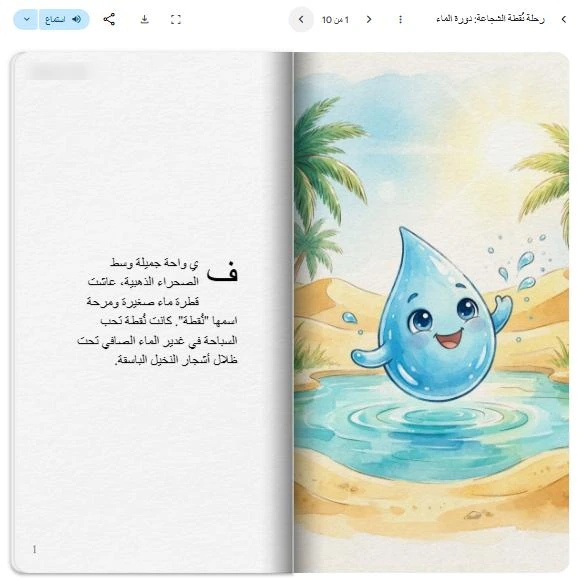 رحلة نُقطة الشجاعة: دورة الماء
1 من 10
استماع
في واحة جميلة وسط
الصحراء الذهبية، عاشت
قطرة ماء صغيرة ومرحة
اسمها "نُقطة". كانت نُقطة تحب
السباحة في غدير الماء الصافي تحت
ظلال أشجار النخيل الباسقة.
1